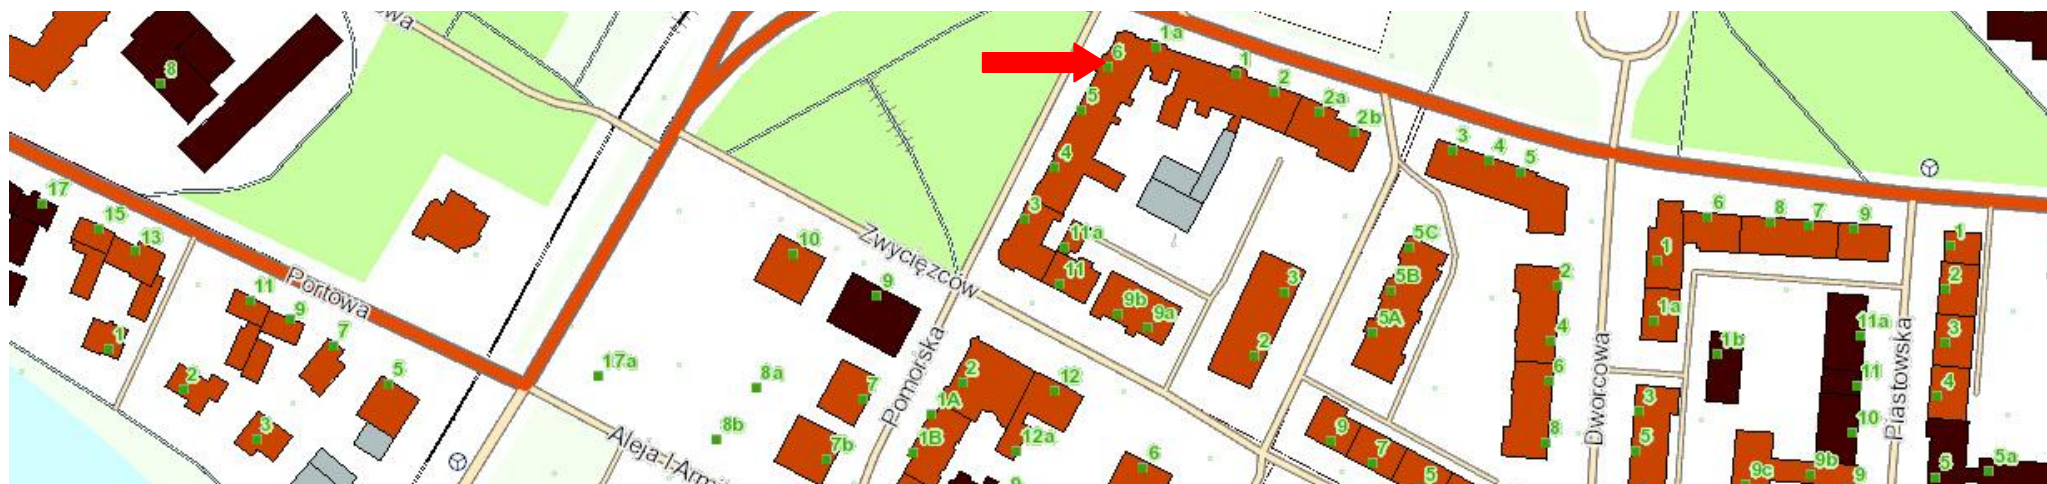 owa
8
6
1a
1
2
2a
2b
5
4
3
3
4
5
17
15
13
Portowa
11
9
7
5
1
2
3
10
Zwycięzców
9
11a
11
9b
9a
3
2
5C
5B
5A
2
4
6
8
6
8
7
9
1
1a
1b
1
2
3
4
5
5a
11a
11
10
9b
9
9c
Piastowska
Dworcowa
3
5
17a
8a
8b
7
7b
Pomorska
2
1A
1B
12
12a
6
9
7
5
Aleja I Armii